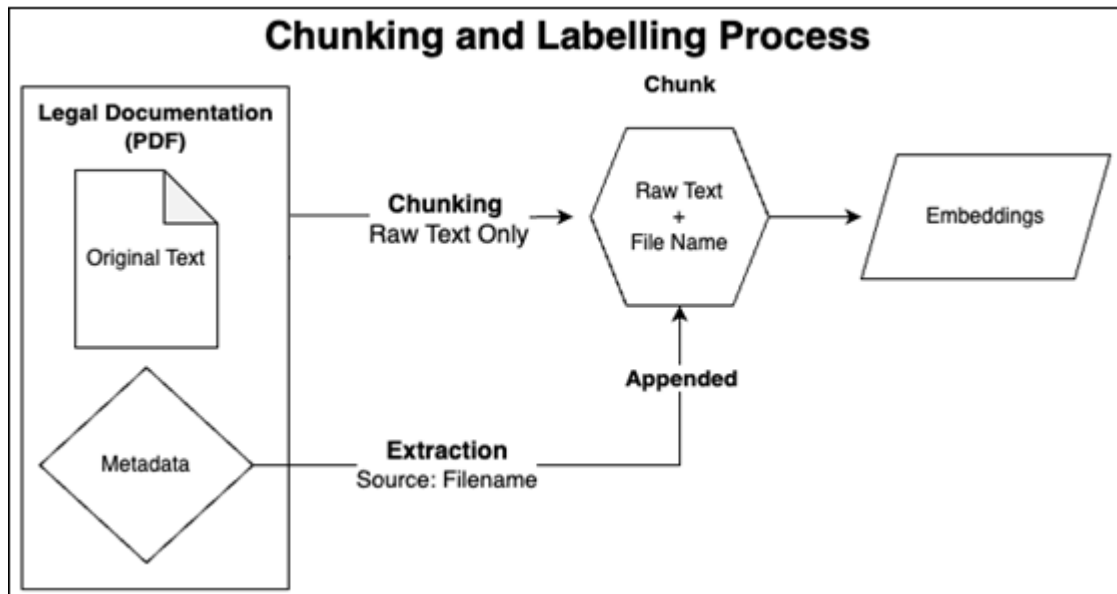 Chunking and Labelling Process
Legal Documentation
(PDF)
Original Text
Metadata
Chunking
Raw Text Only
Extraction
Source: Filename
Chunk
Raw Text
+
File Name
Appended
Embeddings